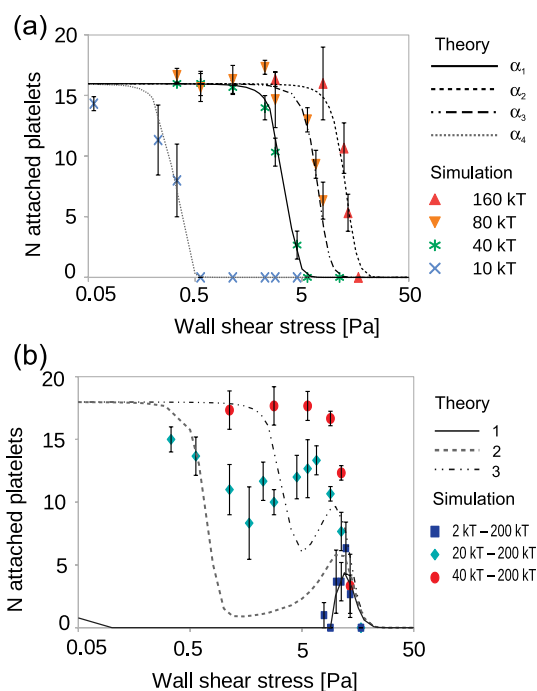 (a)
20
15
10
5
0
N attached platelets
0.05
0.5
5
50
Wall shear stress [Pa]
Theory
α₁
α₂
α₃
α₄
Simulation
160 kT
80 kT
40 kT
10 kT
(b)
20
15
10
5
0
N attached platelets
0.05
0.5
5
50
Wall shear stress [Pa]
Theory
1
2
3
Simulation
2 kT – 200 kT
20 kT – 200 kT
40 kT – 200 kT